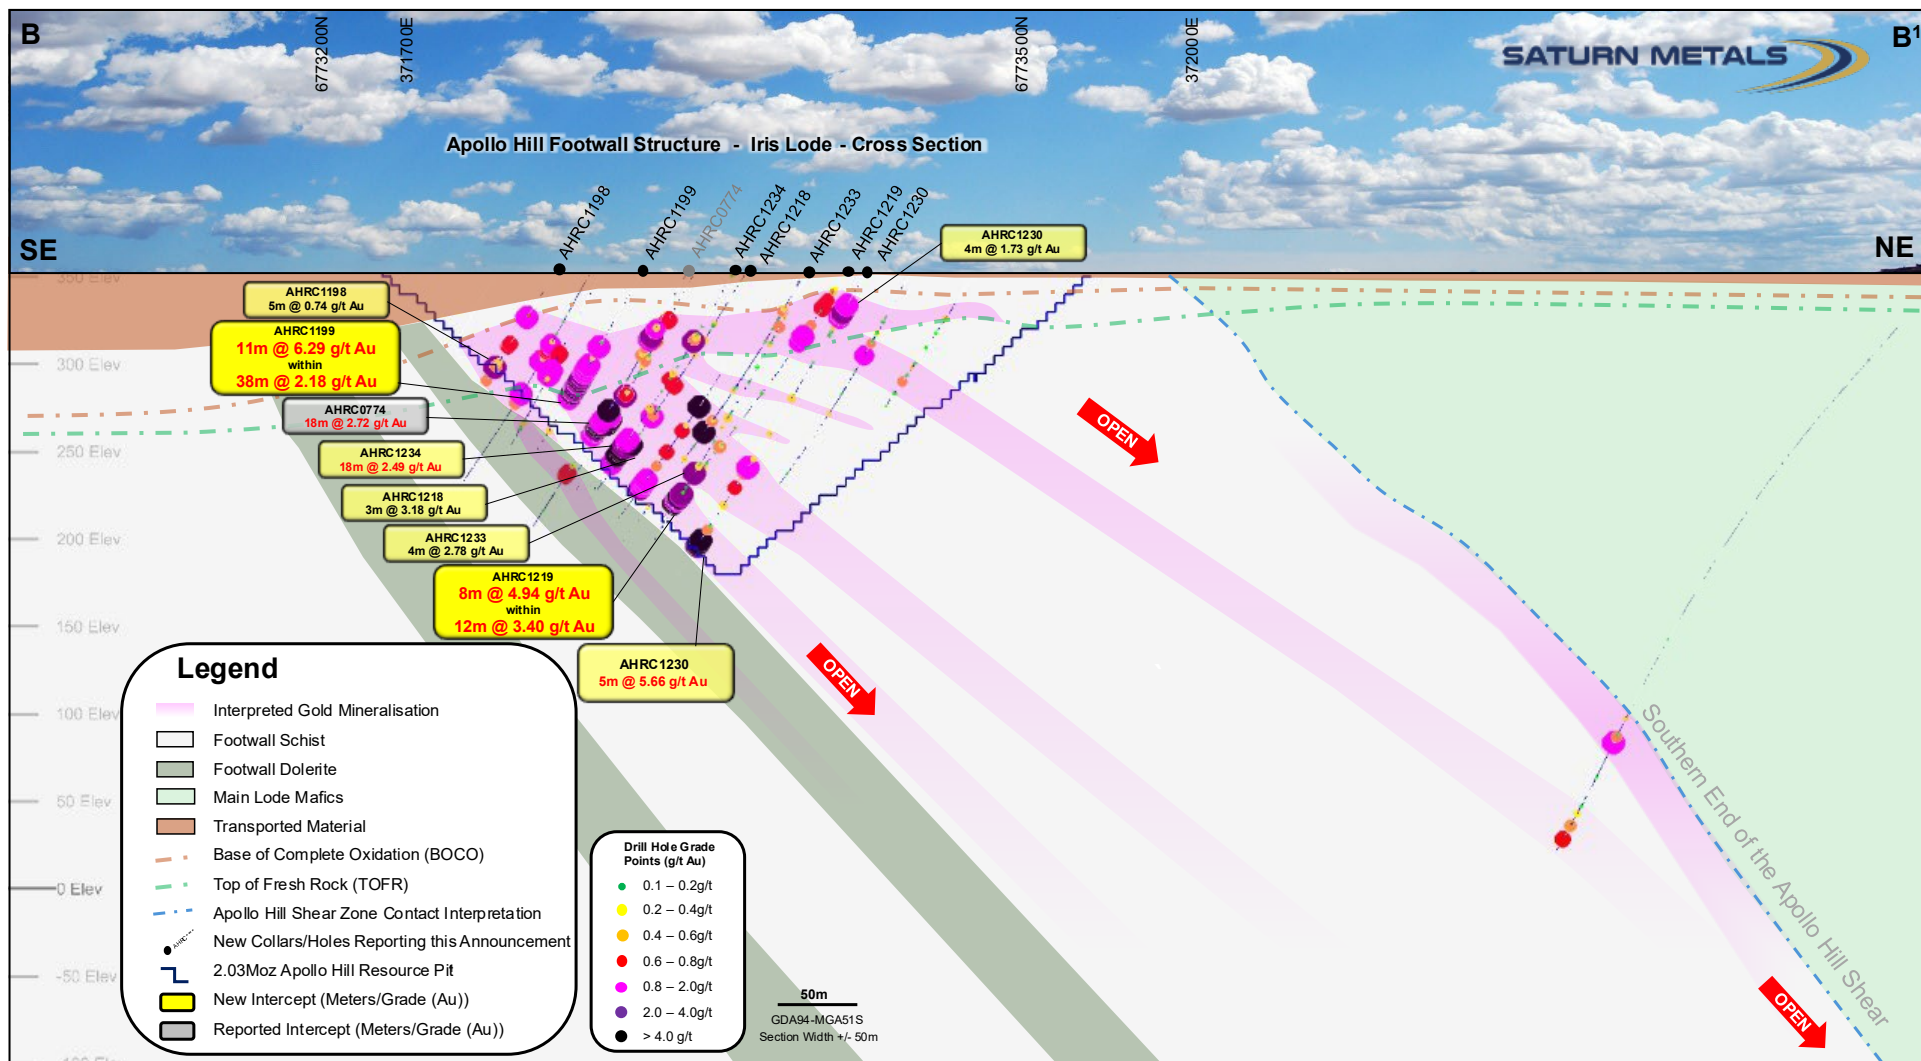 B
6773200N
371700E
6773500N
372000E
B¹
SATURN METALS
Apollo Hill Footwall Structure - Iris Lode - Cross Section
AHRC1198
AHRC1199
AHRC0774
AHRC1234
AHRC1218
AHRC1233
AHRC1219
AHRC1230
SE
NE
AHRC1230
4m @ 1.73 g/t Au
350 Elev
300 Elev
250 Elev
200 Elev
150 Elev
100 Elev
50 Elev
0 Elev
-50 Elev
-100 Elev
AHRC1198
5m @ 0.74 g/t Au
AHRC1199
11m @ 6.29 g/t Au
within
38m @ 2.18 g/t Au
AHRC0774
18m @ 2.72 g/t Au
AHRC1234
18m @ 2.49 g/t Au
AHRC1218
3m @ 3.18 g/t Au
AHRC1233
4m @ 2.78 g/t Au
AHRC1219
8m @ 4.94 g/t Au
within
12m @ 3.40 g/t Au
AHRC1230
5m @ 5.66 g/t Au
OPEN
OPEN
OPEN
Southern End of the Apollo Hill Shear
Legend
Interpreted Gold Mineralisation
Footwall Schist
Footwall Dolerite
Main Lode Mafics
Transported Material
Base of Complete Oxidation (BOCO)
Top of Fresh Rock (TOFR)
Apollo Hill Shear Zone Contact Interpretation
AHRC
New Collars/Holes Reporting this Announcement
2.03Moz Apollo Hill Resource Pit
New Intercept (Meters/Grade (Au))
Reported Intercept (Meters/Grade (Au))
Drill Hole Grade
Points (g/t Au)
0.1 – 0.2g/t
0.2 – 0.4g/t
0.4 – 0.6g/t
0.6 – 0.8g/t
0.8 – 2.0g/t
2.0 – 4.0g/t
> 4.0 g/t
50m
GDA94-MGA51S
Section Width +/- 50m